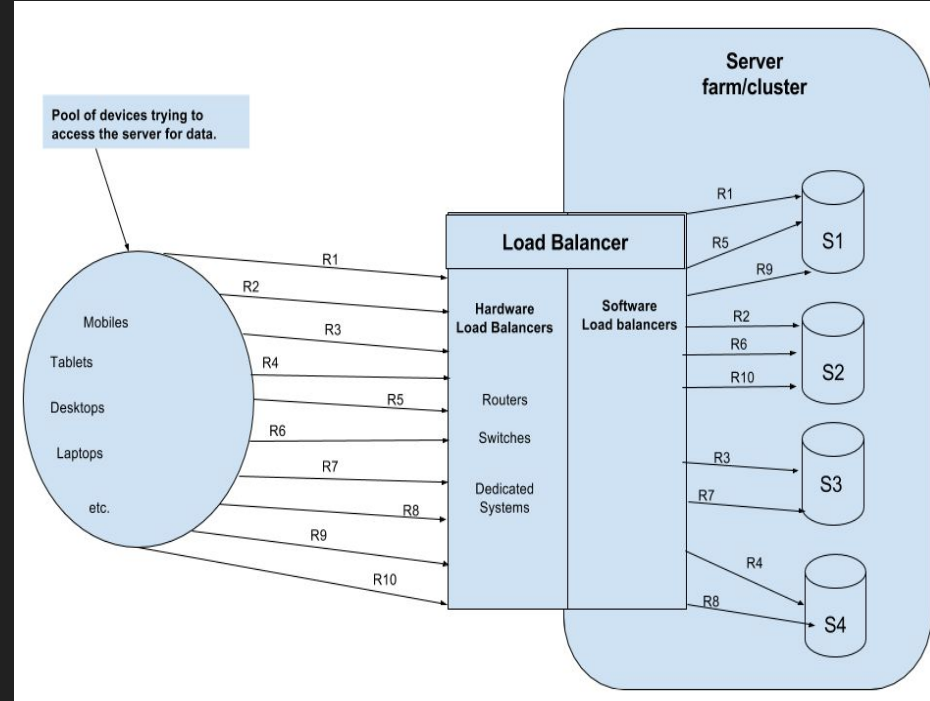 Server
farm/cluster
Pool of devices trying to
access the server for data.
Mobiles
Tablets
Desktops
Laptops
etc.
R1
R2
R3
R4
R5
R6
R7
R8
R9
R10
Load Balancer
Hardware
Load Balancers
Routers
Switches
Dedicated
Systems
Software
Load balancers
R1
R5
R9
R2
R6
R10
R3
R7
R4
R8
S1
S2
S3
S4